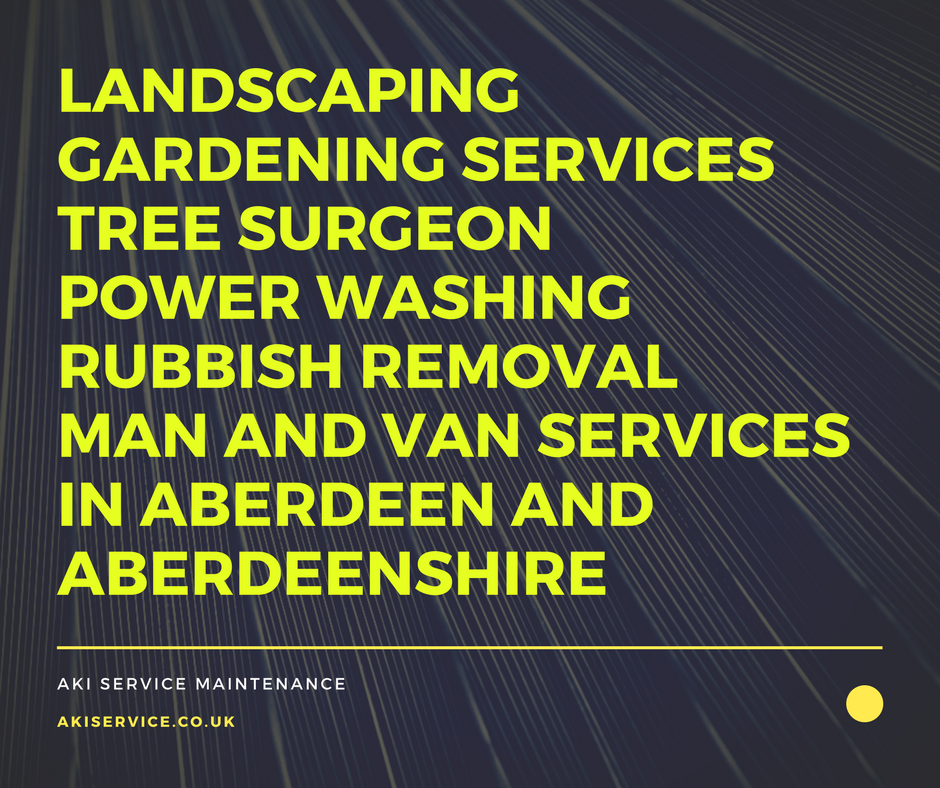 LANDSCAPING
GARDENING SERVICES
TREE SURGEON
POWER WASHING
RUBBISH REMOVAL
MAN AND VAN SERVICES
IN ABERDEEN AND
ABERDEENSHIRE
AKI SERVICE MAINTENANCE
AKISERVICE.CO.UK